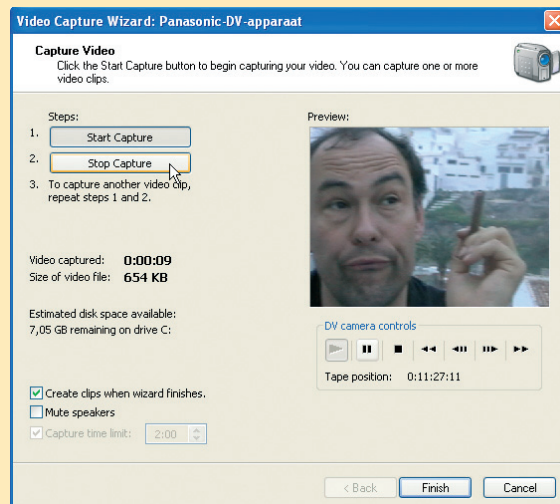 Video Capture Wizard: Panasonic-DV-apparaat
Capture Video
Click the Start Capture button to begin capturing your video. You can capture one or more
video clips.
Steps:
1. Start Capture
2. Stop Capture
3. To capture another video clip,
repeat steps 1 and 2.
Video captured: 0:00:09
Size of video file: 654 KB
Estimated disk space available:
7,05 GB remaining on drive C:
Create clips when wizard finishes.
Mute speakers
Capture time limit: 2:00
Preview:
DV camera controls
Tape position: 0:11:27:11
< Back Finish Cancel